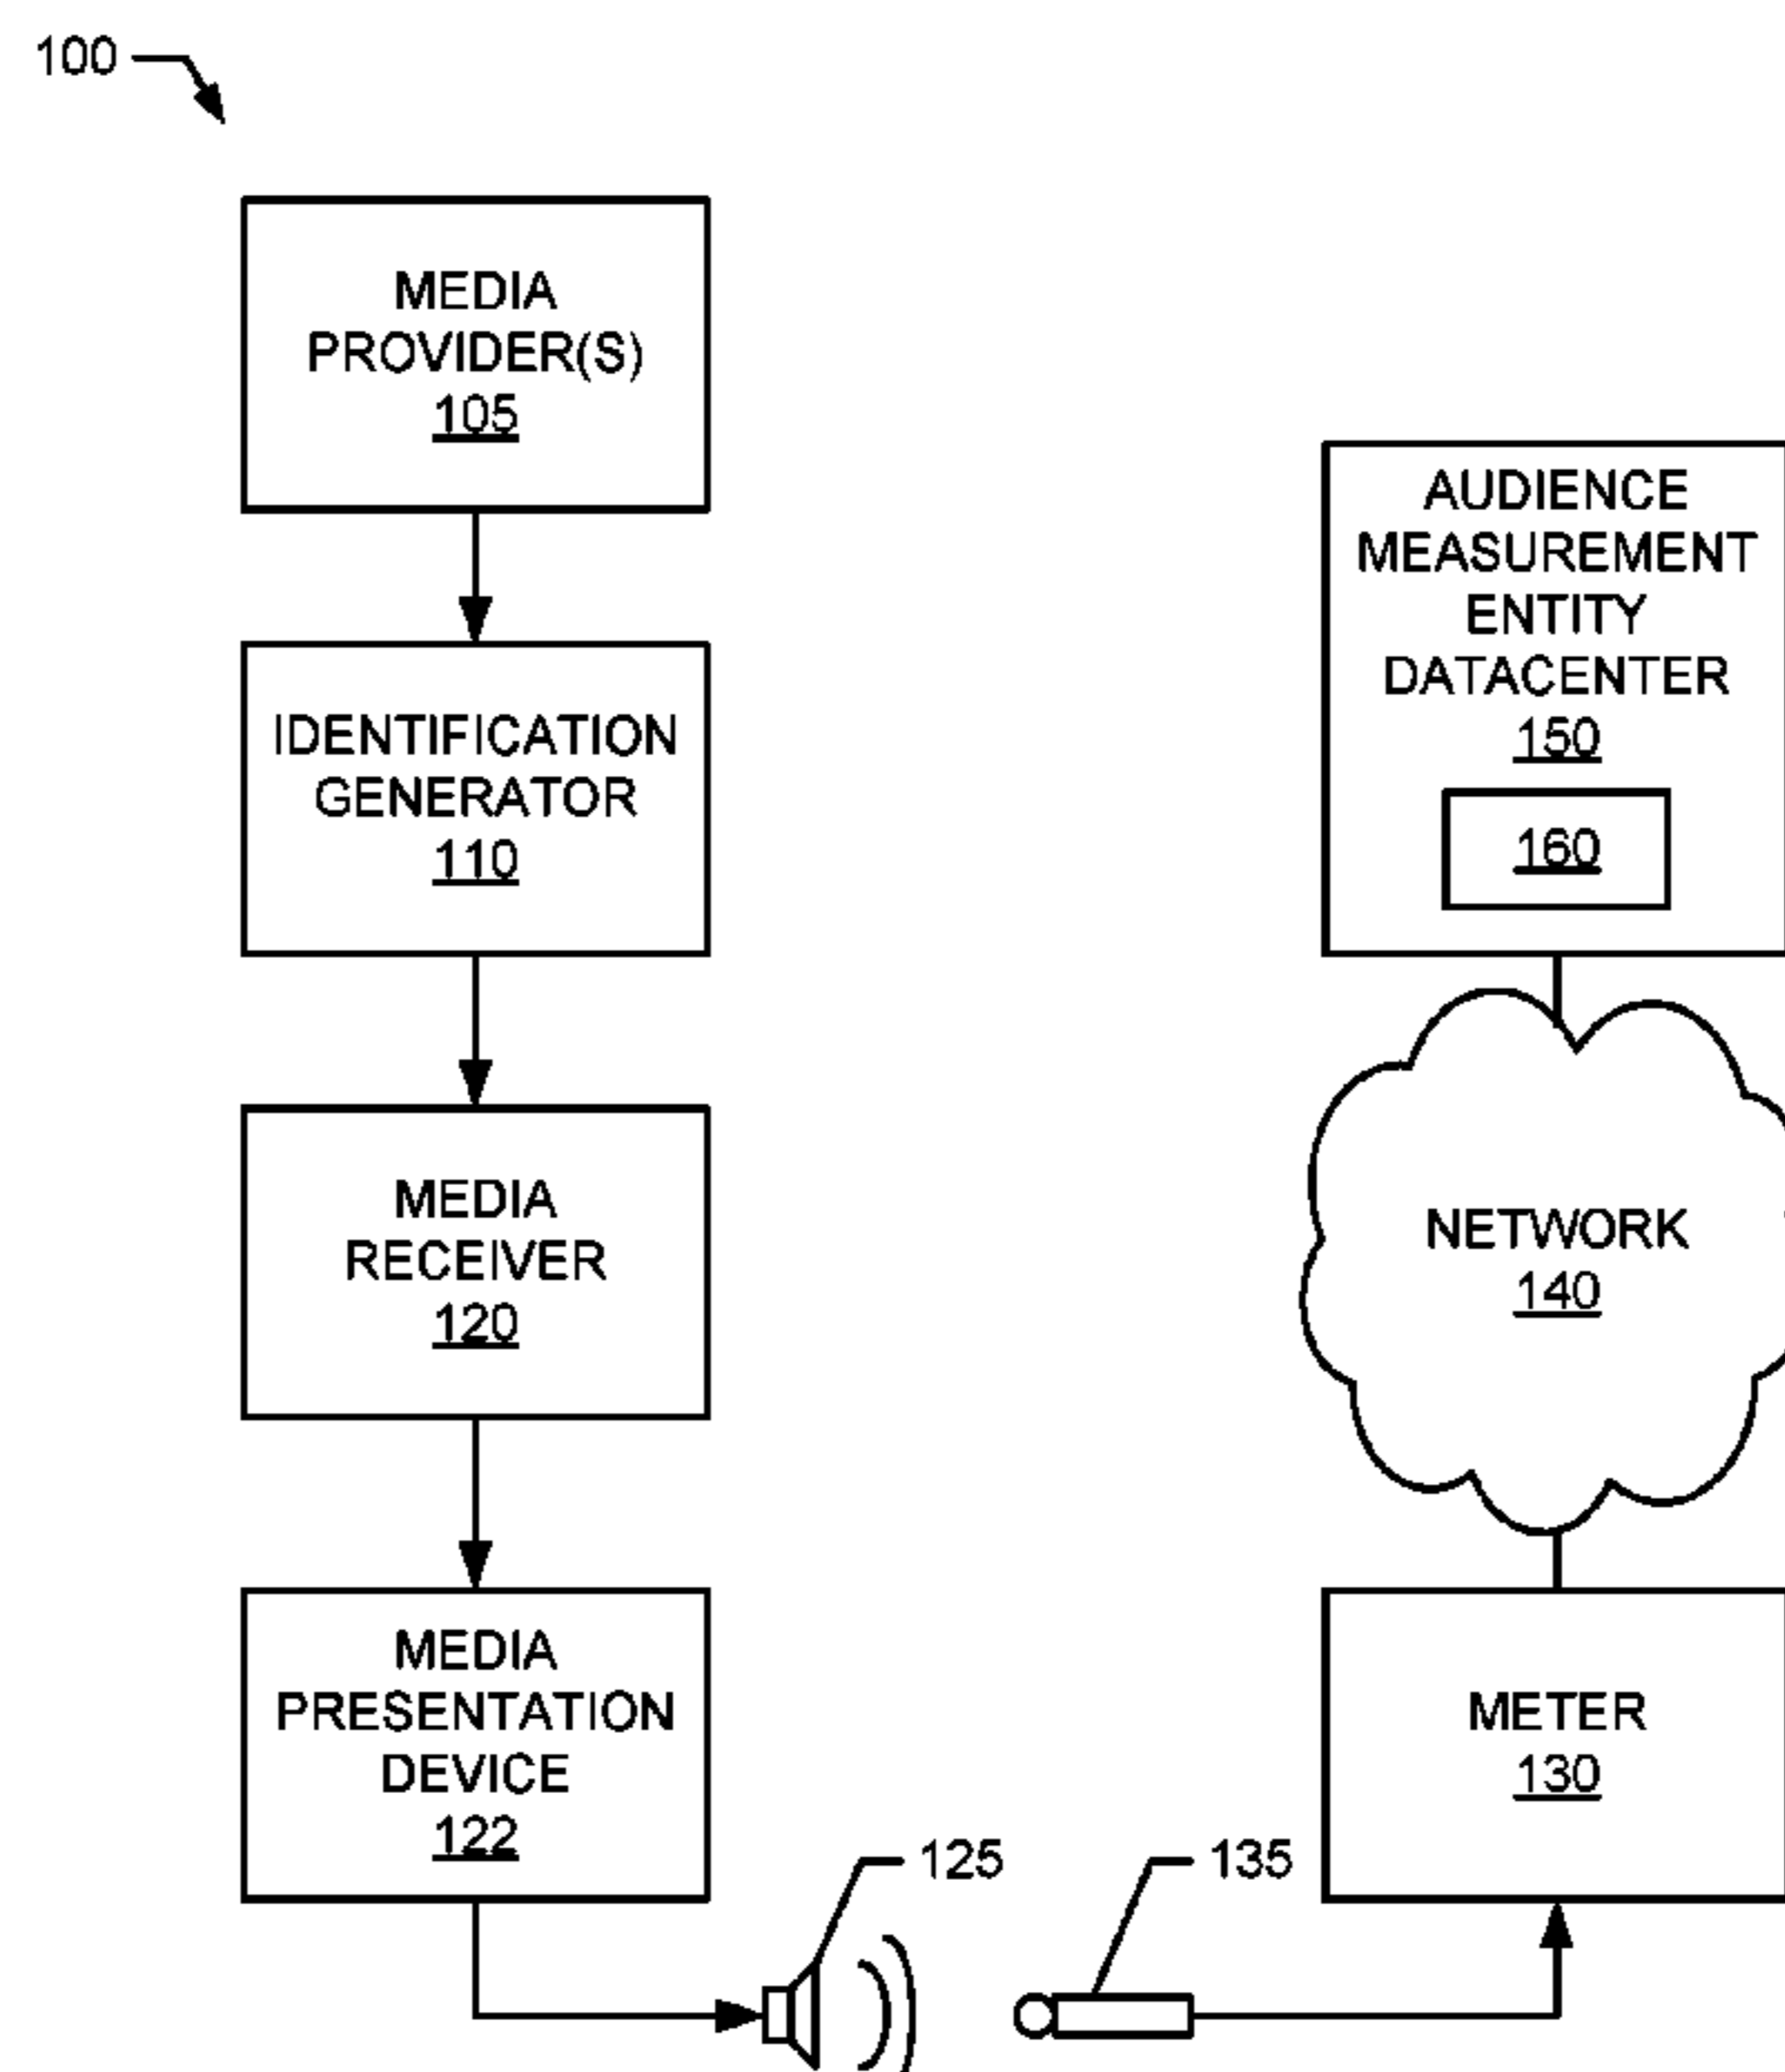 100
MEDIA
PROVIDER(S)
105
IDENTIFICATION
GENERATOR
110
MEDIA
RECEIVER
120
MEDIA
PRESENTATION
DEVICE
122
125
135
AUDIENCE
MEASUREMENT
ENTITY
DATACENTER
150
160
NETWORK
140
METER
130